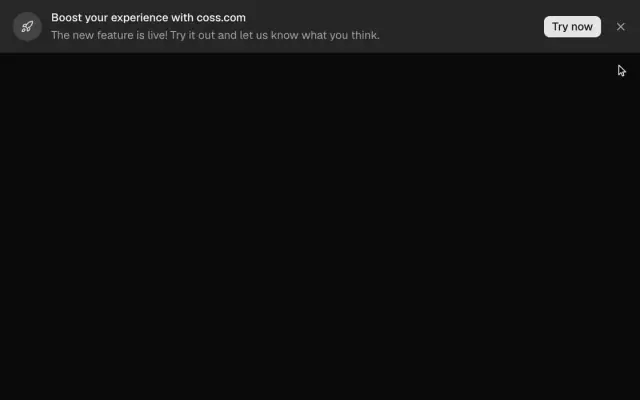 Boost your experience with coss.com
The new feature is live! Try it out and let us know what you think.
Try now